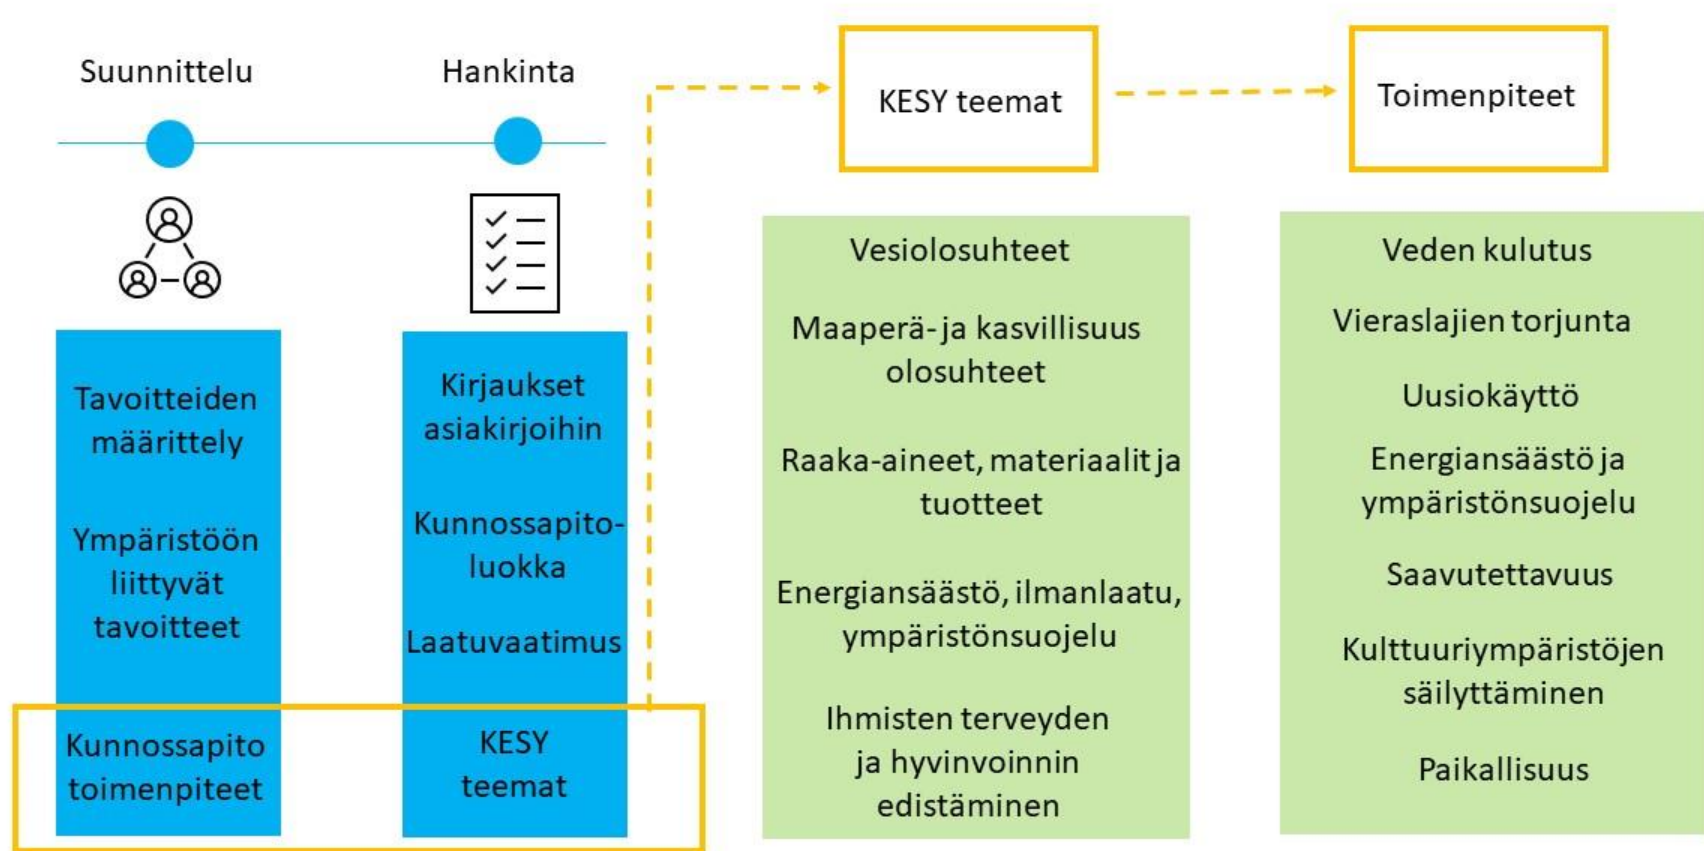 Suunnittelu
Hankinta
KESY teemat
Toimenpiteet
Tavoitteiden
määrittely
Ympäristöön
liittyvät
tavoitteet
Kunnossapito
toimenpiteet
Kirjaukset
asiakirjoihin
Kunnossapito-
luokka
Laatuvaatimus
KESY
teemat
Vesiolosuhteet
Maaperä- ja kasvillisuus
olosuhteet
Raaka-aineet, materiaalit ja
tuotteet
Energiansäästö, ilmanlaatu,
ympäristönsuojelu
Ihmisten terveyden
ja hyvinvoinnin
edistäminen
Veden kulutus
Vieraslajien torjunta
Uusiokäyttö
Energiansäästö ja
ympäristönsuojelu
Saavutettavuus
Kulttuuriympäristöjen
säilyttäminen
Paikallisuus